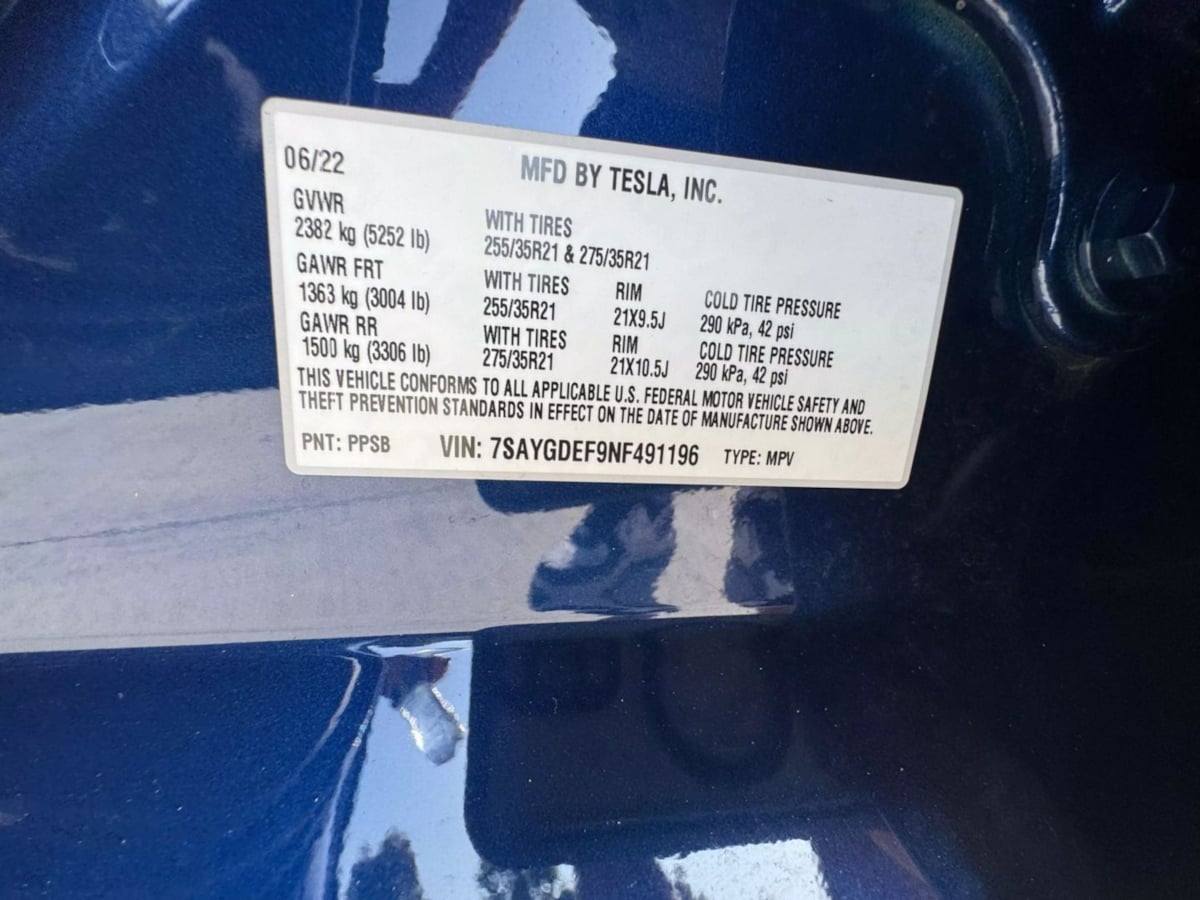 06/22 MFD BY TESLA, INC.
GVWR WITH TIRES
2382 kg (5252 lb) 255/35R21 & 275/35R21
GAWR FRT WITH TIRES RIM COLD TIRE PRESSURE
1363 kg (3004 lb) 255/35R21 21X9.5J 290 kPa, 42 psi
GAWR RR WITH TIRES RIM COLD TIRE PRESSURE
1500 kg (3306 lb) 275/35R21 21X10.5J 290 kPa, 42 psi
THIS VEHICLE CONFORMS TO ALL APPLICABLE U.S. FEDERAL MOTOR VEHICLE SAFETY AND
THEFT PREVENTION STANDARDS IN EFFECT ON THE DATE OF MANUFACTURE SHOWN ABOVE.
PNT: PPSB VIN: 7SAYGDEF9NF491196 TYPE: MPV